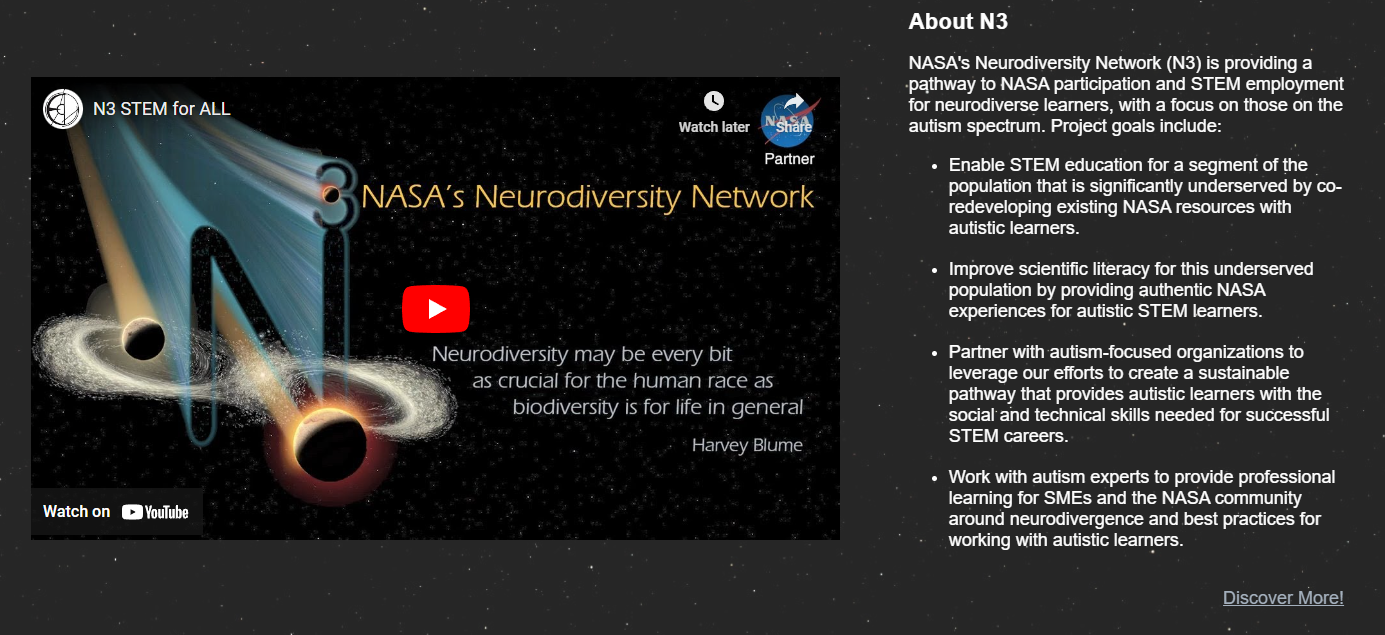 N3 STEM for ALL
Watch later
Share
NASA
Partner
N3
NASA's Neurodiversity Network
Neurodiversity may be every bit
as crucial for the human race as
biodiversity is for life in general
Harvey Blume
Watch on YouTube
About N3
NASA's Neurodiversity Network (N3) is providing a
pathway to NASA participation and STEM employment
for neurodiverse learners, with a focus on those on the
autism spectrum. Project goals include:
• Enable STEM education for a segment of the
population that is significantly underserved by co-
redeveloping existing NASA resources with
autistic learners.
• Improve scientific literacy for this underserved
population by providing authentic NASA
experiences for autistic STEM learners.
• Partner with autism-focused organizations to
leverage our efforts to create a sustainable
pathway that provides autistic learners with the
social and technical skills needed for successful
STEM careers.
• Work with autism experts to provide professional
learning for SMEs and the NASA community
around neurodivergence and best practices for
working with autistic learners.
Discover More!